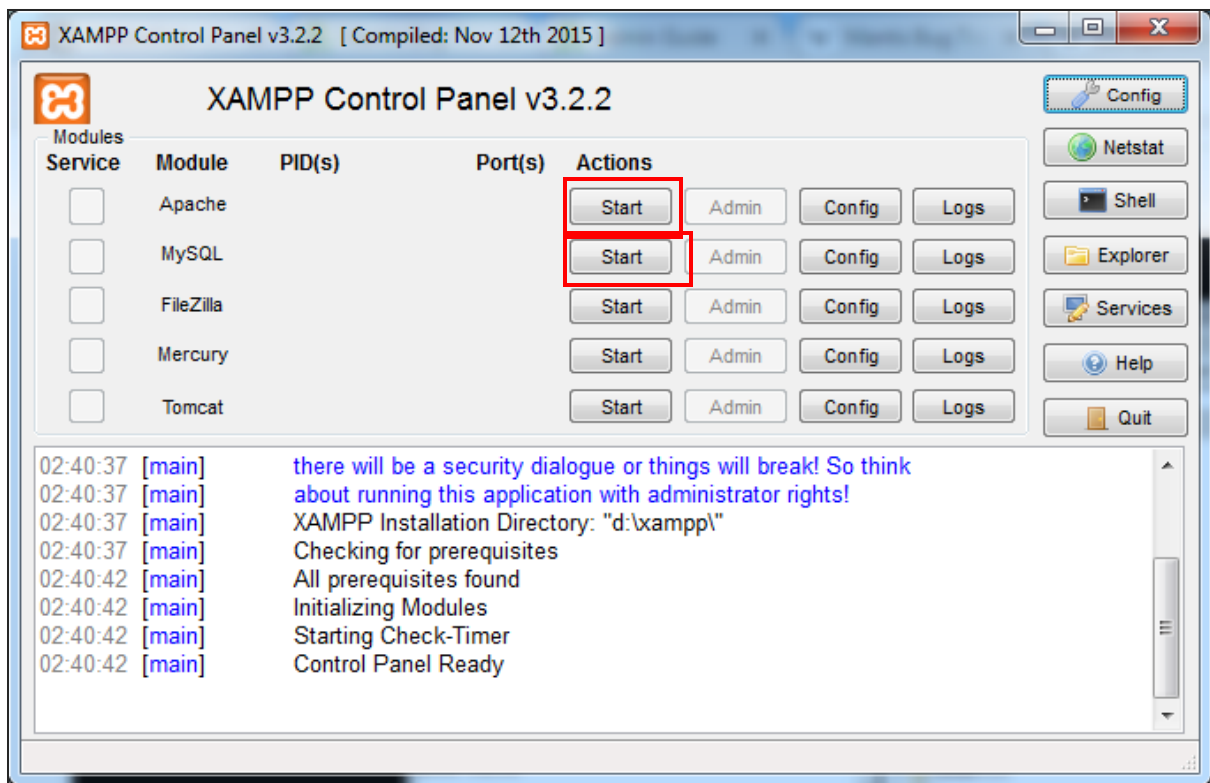 XAMPP Control Panel v3.2.2 [ Compiled: Nov 12th 2015 ]
XAMPP Control Panel v3.2.2
Config
Modules
Service Module PID(s) Port(s) Actions
Netstat
Apache Start Admin Config Logs
Shell
MySQL Start Admin Config Logs
Explorer
FileZilla Start Admin Config Logs
Services
Mercury Start Admin Config Logs
Help
Tomcat Start Admin Config Logs
Quit
02:40:37 [main] there will be a security dialogue or things will break! So think
02:40:37 [main] about running this application with administrator rights!
02:40:37 [main] XAMPP Installation Directory: "d:\xampp\"
02:40:37 [main] Checking for prerequisites
02:40:42 [main] All prerequisites found
02:40:42 [main] Initializing Modules
02:40:42 [main] Starting Check-Timer
02:40:42 [main] Control Panel Ready